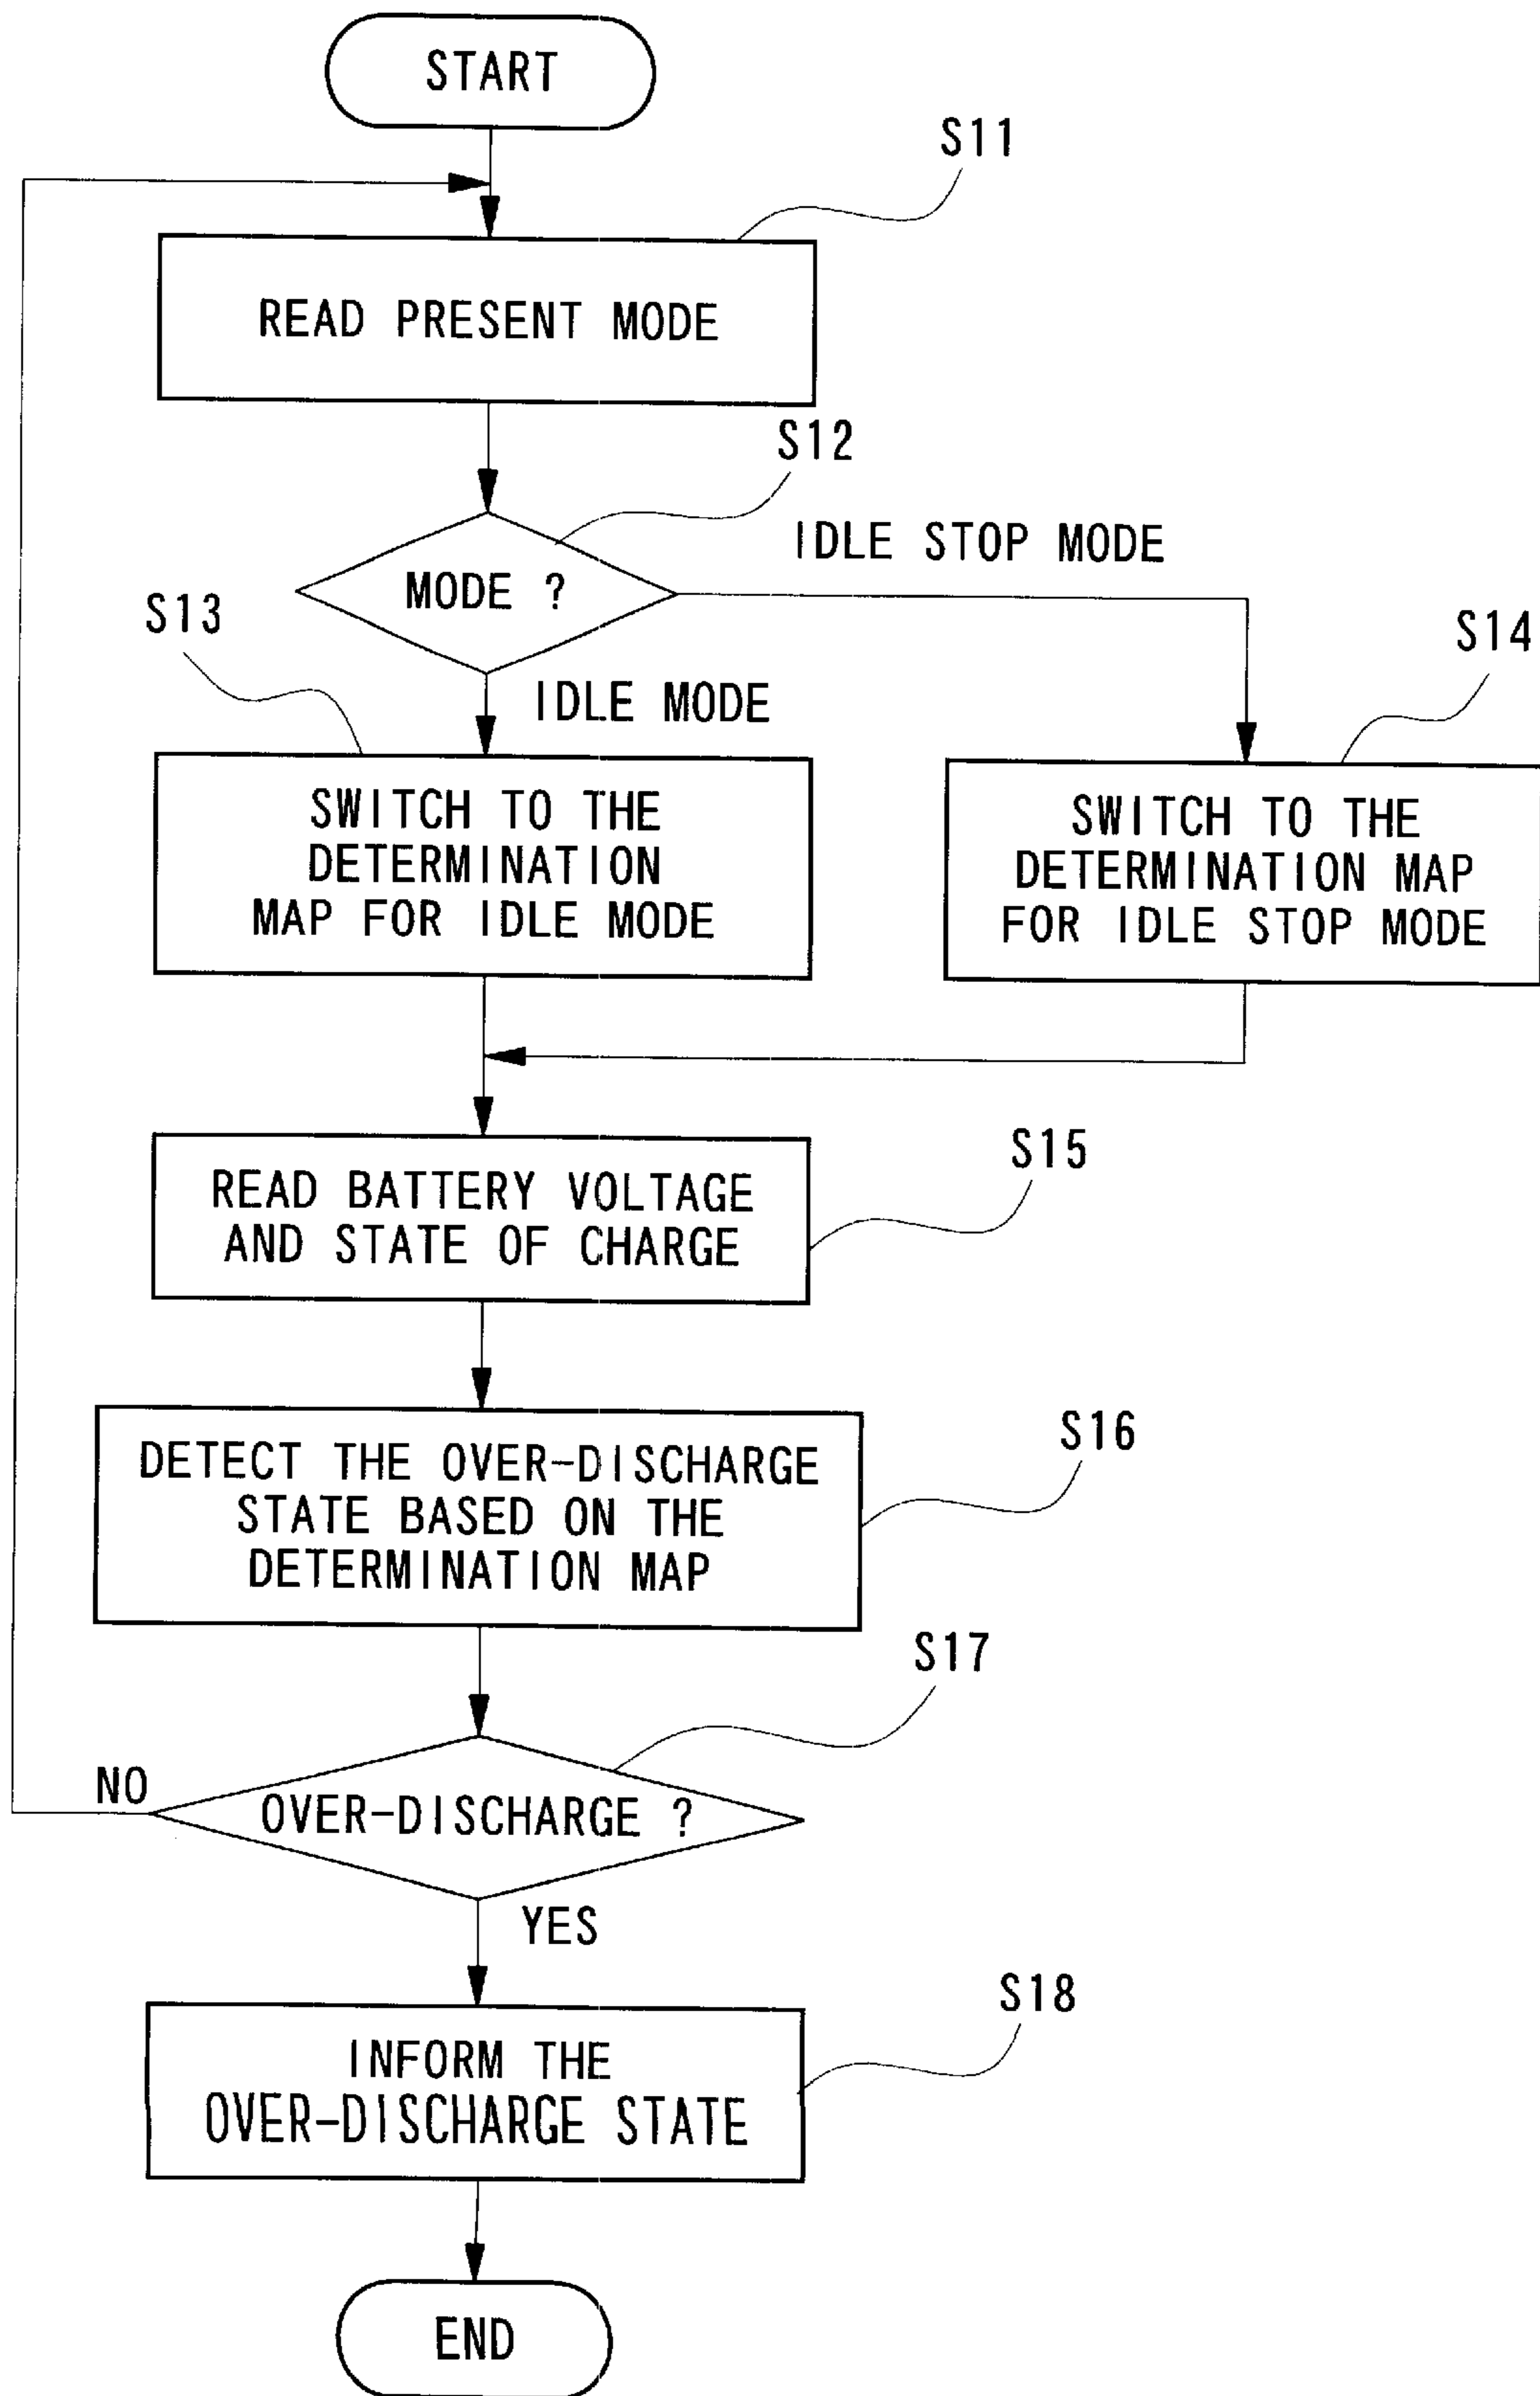 START
S11
READ PRESENT MODE
S12
IDLE STOP MODE
MODE ?
S13
S14
IDLE MODE
SWITCH TO THE
DETERMINATION
MAP FOR IDLE MODE
SWITCH TO THE
DETERMINATION MAP
FOR IDLE STOP MODE
S15
READ BATTERY VOLTAGE
AND STATE OF CHARGE
S16
DETECT THE OVER-DISCHARGE
STATE BASED ON THE
DETERMINATION MAP
S17
NO
OVER-DISCHARGE ?
YES
S18
INFORM THE
OVER-DISCHARGE STATE
END